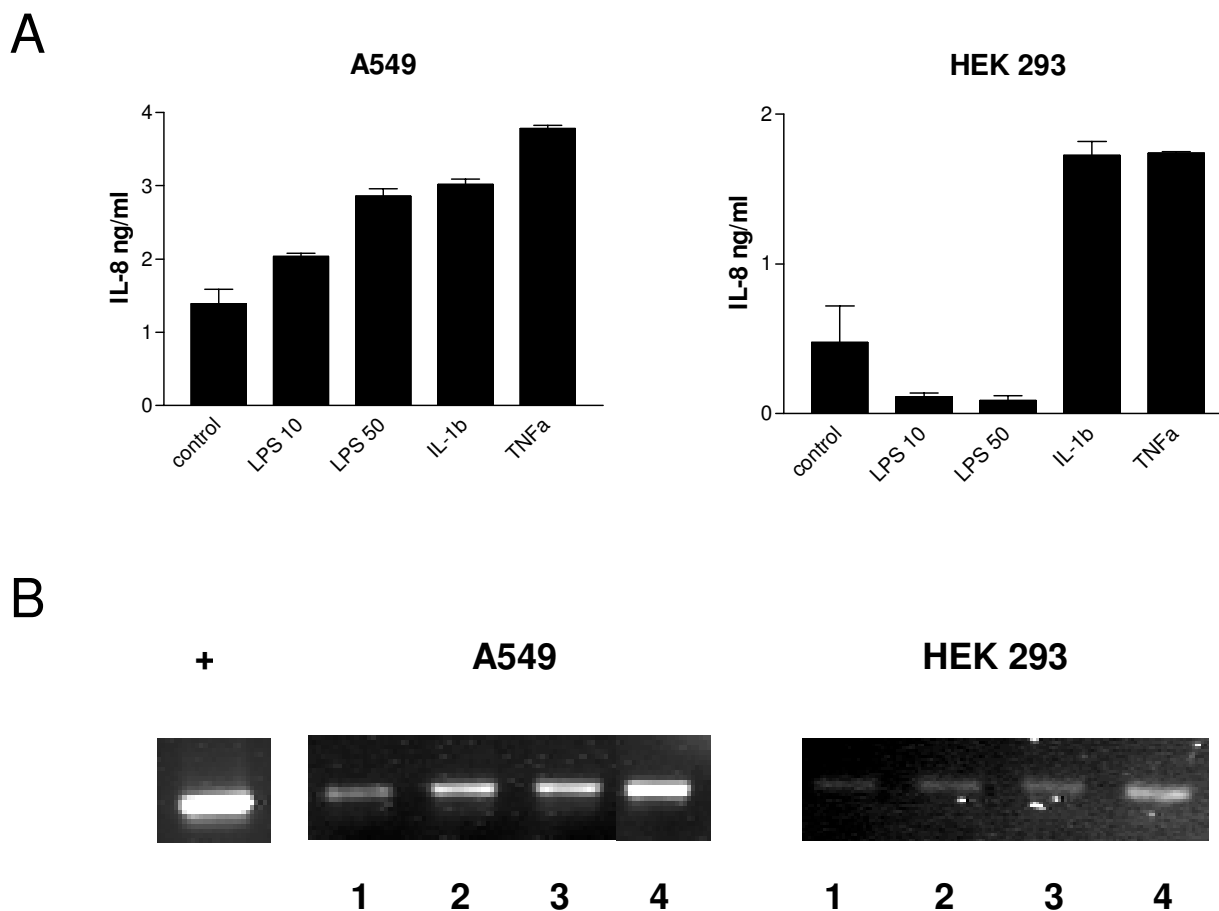 A
A549
IL-8 ng/ml
4
3
2
1
0
control
LPS 10
LPS 50
IL-1b
TNFa
HEK 293
IL-8 ng/ml
2
1
0
control
LPS 10
LPS 50
IL-1b
TNFa
B
+
A549
HEK 293
1 2 3 4
1 2 3 4